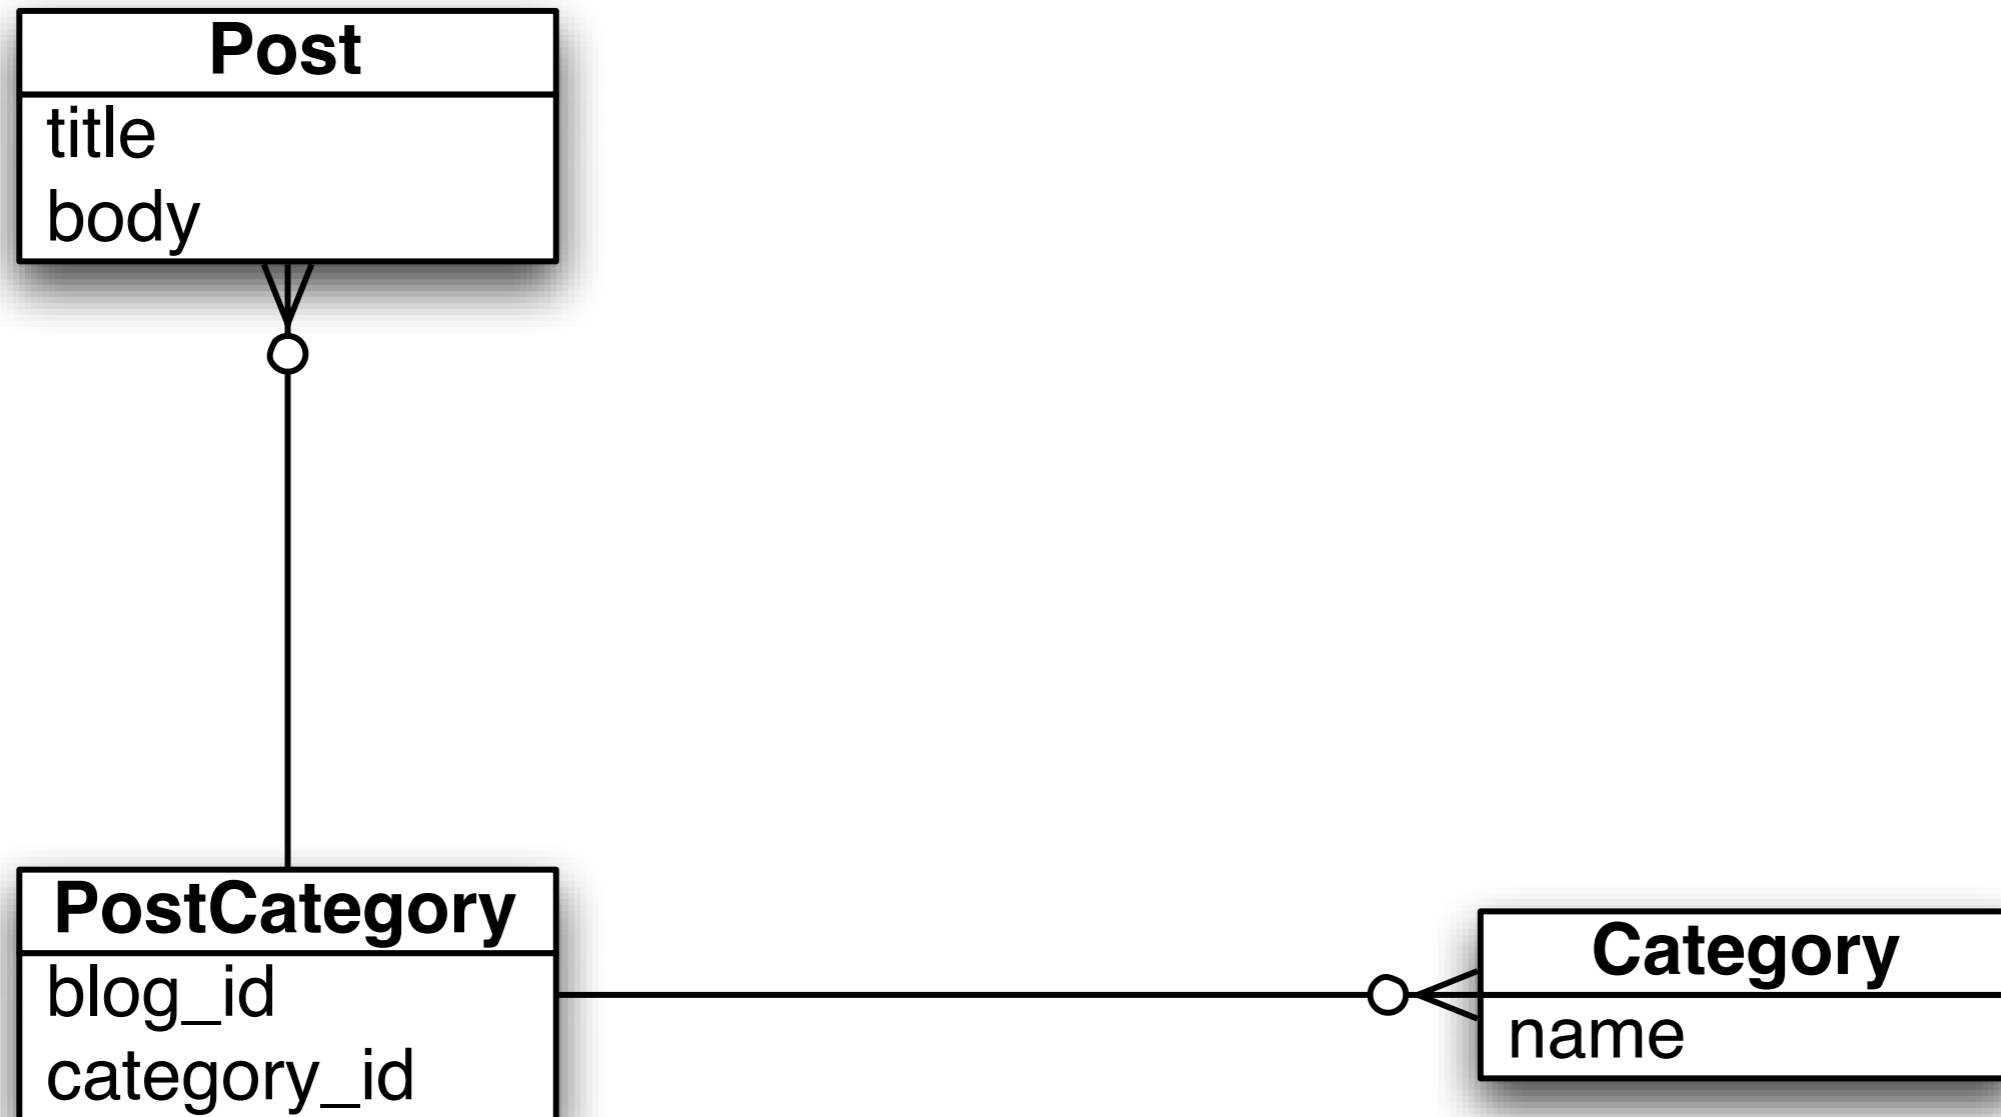 Post
title
body
PostCategory
blog_id
category_id
Category
name